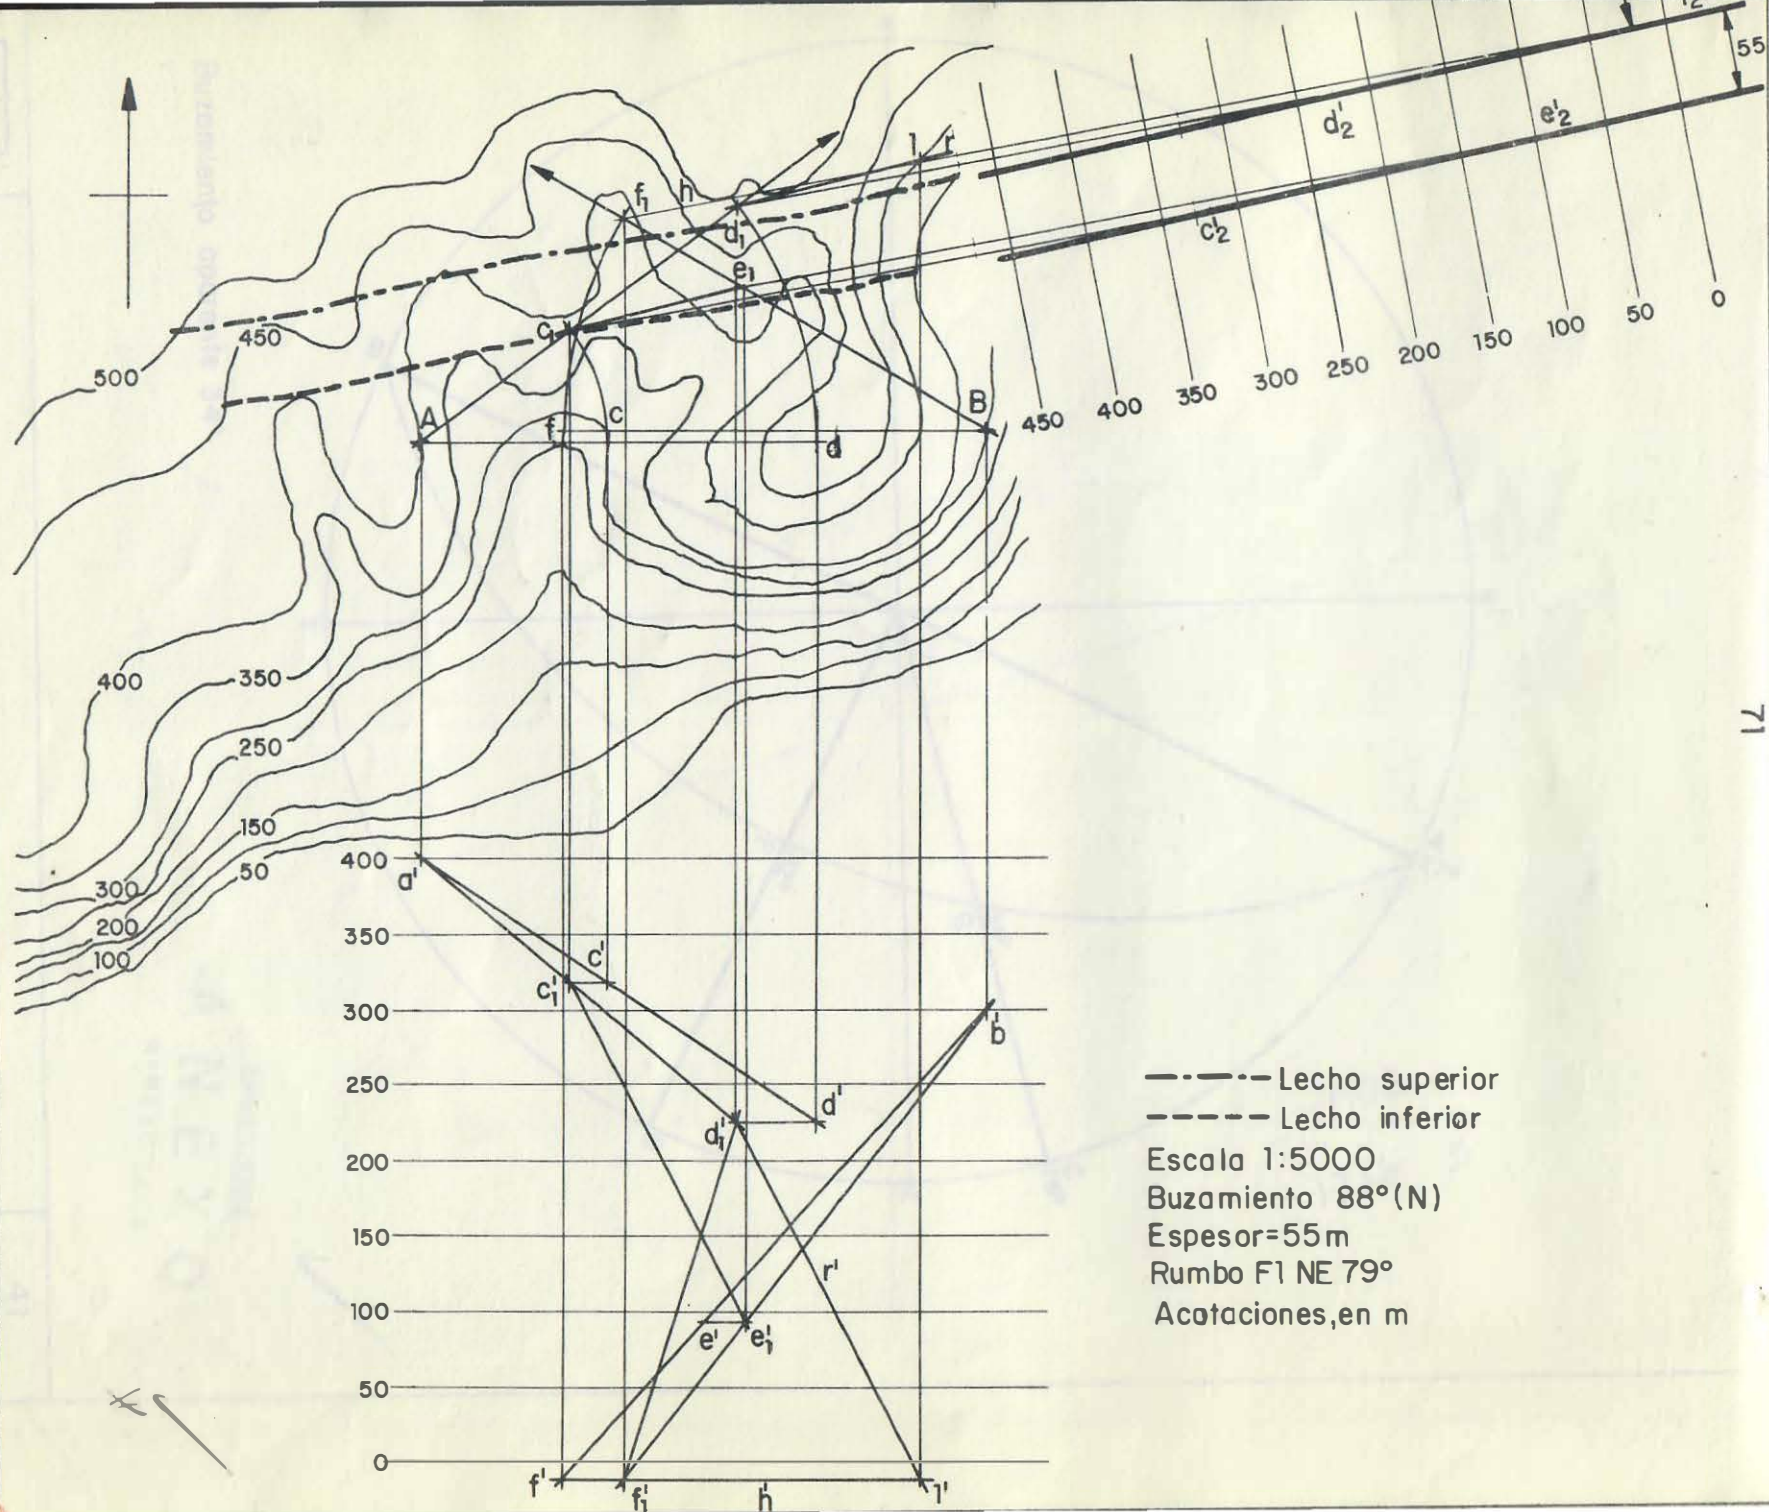 55
d'2
e'2
c'2
l
r
f1
h
d1
e1
c1
450
500
A
f
c
d
B
450
400
350
300
250
200
150
100
50
0
71
400
350
250
150
50
300
200
100
400
a'
350
c'
c'1
300
b'
250
d'
d'1
200
150
r'
100
e'
e'1
50
0
f'
f'1
h'
l'
Lecho superior
Lecho inferior
Escala 1:5000
Buzamiento 88°(N)
Espesor=55m
Rumbo F1 NE 79°
Acotaciones,en m